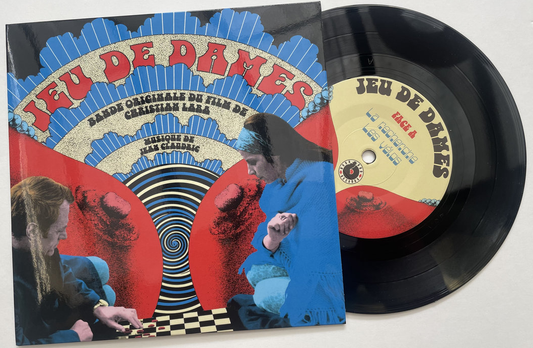 JEU DE DAMES
BANDE ORIGINALE DU FILM DE
CHRISTIAN LARA
MUSIQUE DE
JEAN CLAUDRIC
JEU DE DAMES
FACE A